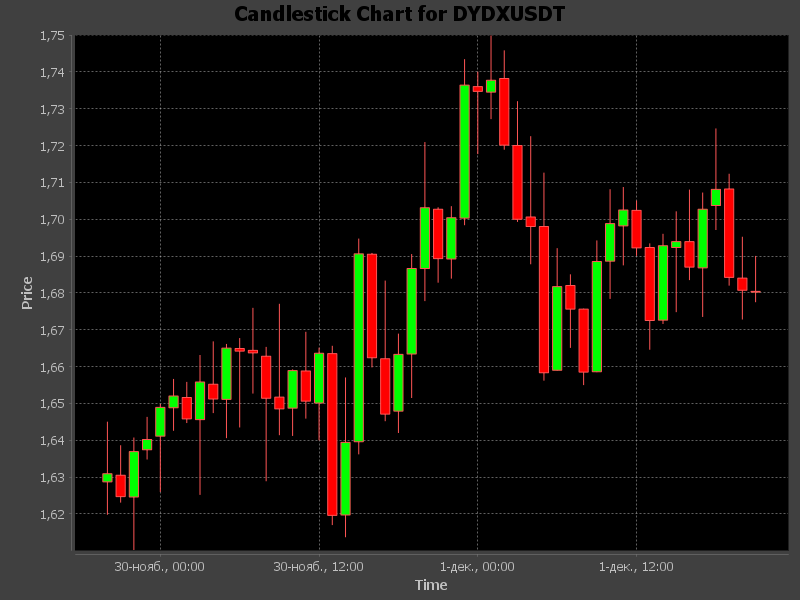 Candlestick Chart for DYDXUSDT
1,75
1,74
1,73
1,72
1,71
1,70
1,69
1,68
1,67
1,66
1,65
1,64
1,63
1,62
Price
30-нояб., 00:00
30-нояб., 12:00
1-дек., 00:00
1-дек., 12:00
Time